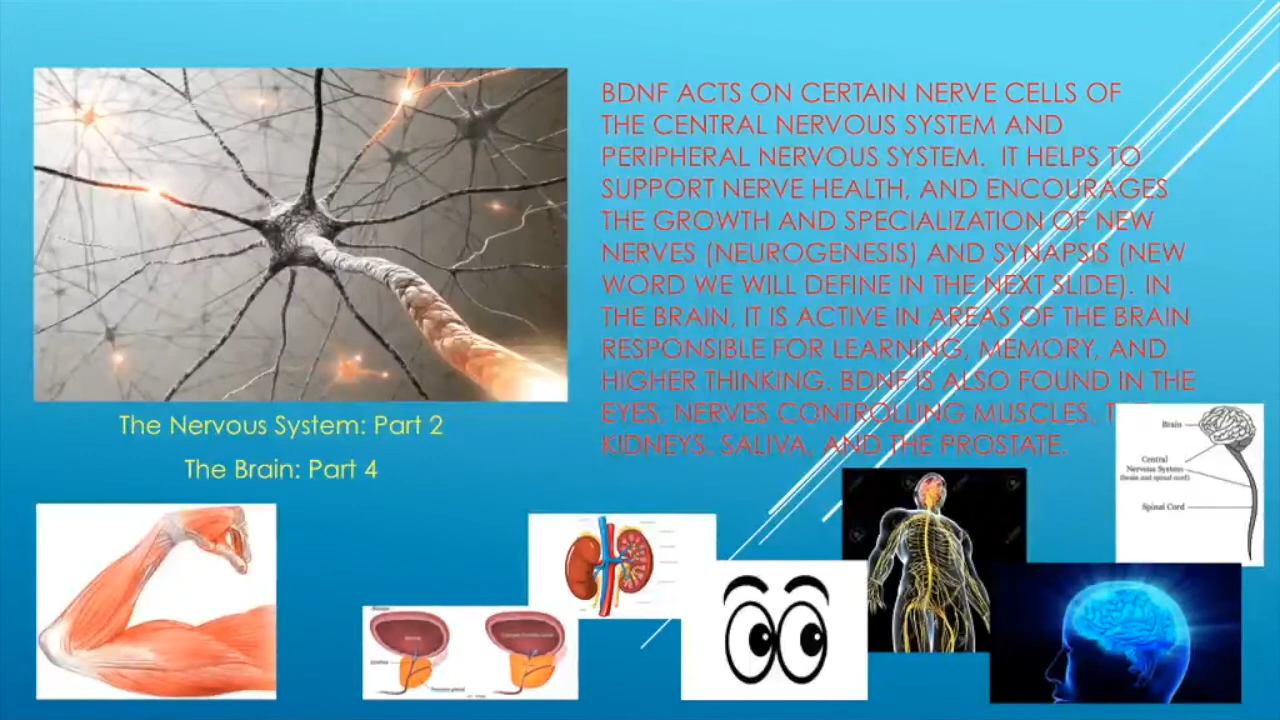 BDNF ACTS ON CERTAIN NERVE CELLS OF
THE CENTRAL NERVOUS SYSTEM AND
PERIPHERAL NERVOUS SYSTEM. IT HELPS TO
SUPPORT NERVE HEALTH, AND ENCOURAGES
THE GROWTH AND SPECIALIZATION OF NEW
NERVES (NEUROGENESIS) AND SYNAPSIS (NEW
WORD WE WILL DEFINE IN THE NEXT SLIDE). IN
THE BRAIN, IT IS ACTIVE IN AREAS OF THE BRAIN
RESPONSIBLE FOR LEARNING, MEMORY, AND
HIGHER THINKING. BDNF IS ALSO FOUND IN THE
EYES, NERVES CONTROLLING MUSCLES,
KIDNEYS, SALIVA, AND THE PROSTATE.
The Nervous System: Part 2
The Brain: Part 4
Brain
Central
Nervous System
(brain and spinal cord)
Spinal Cord